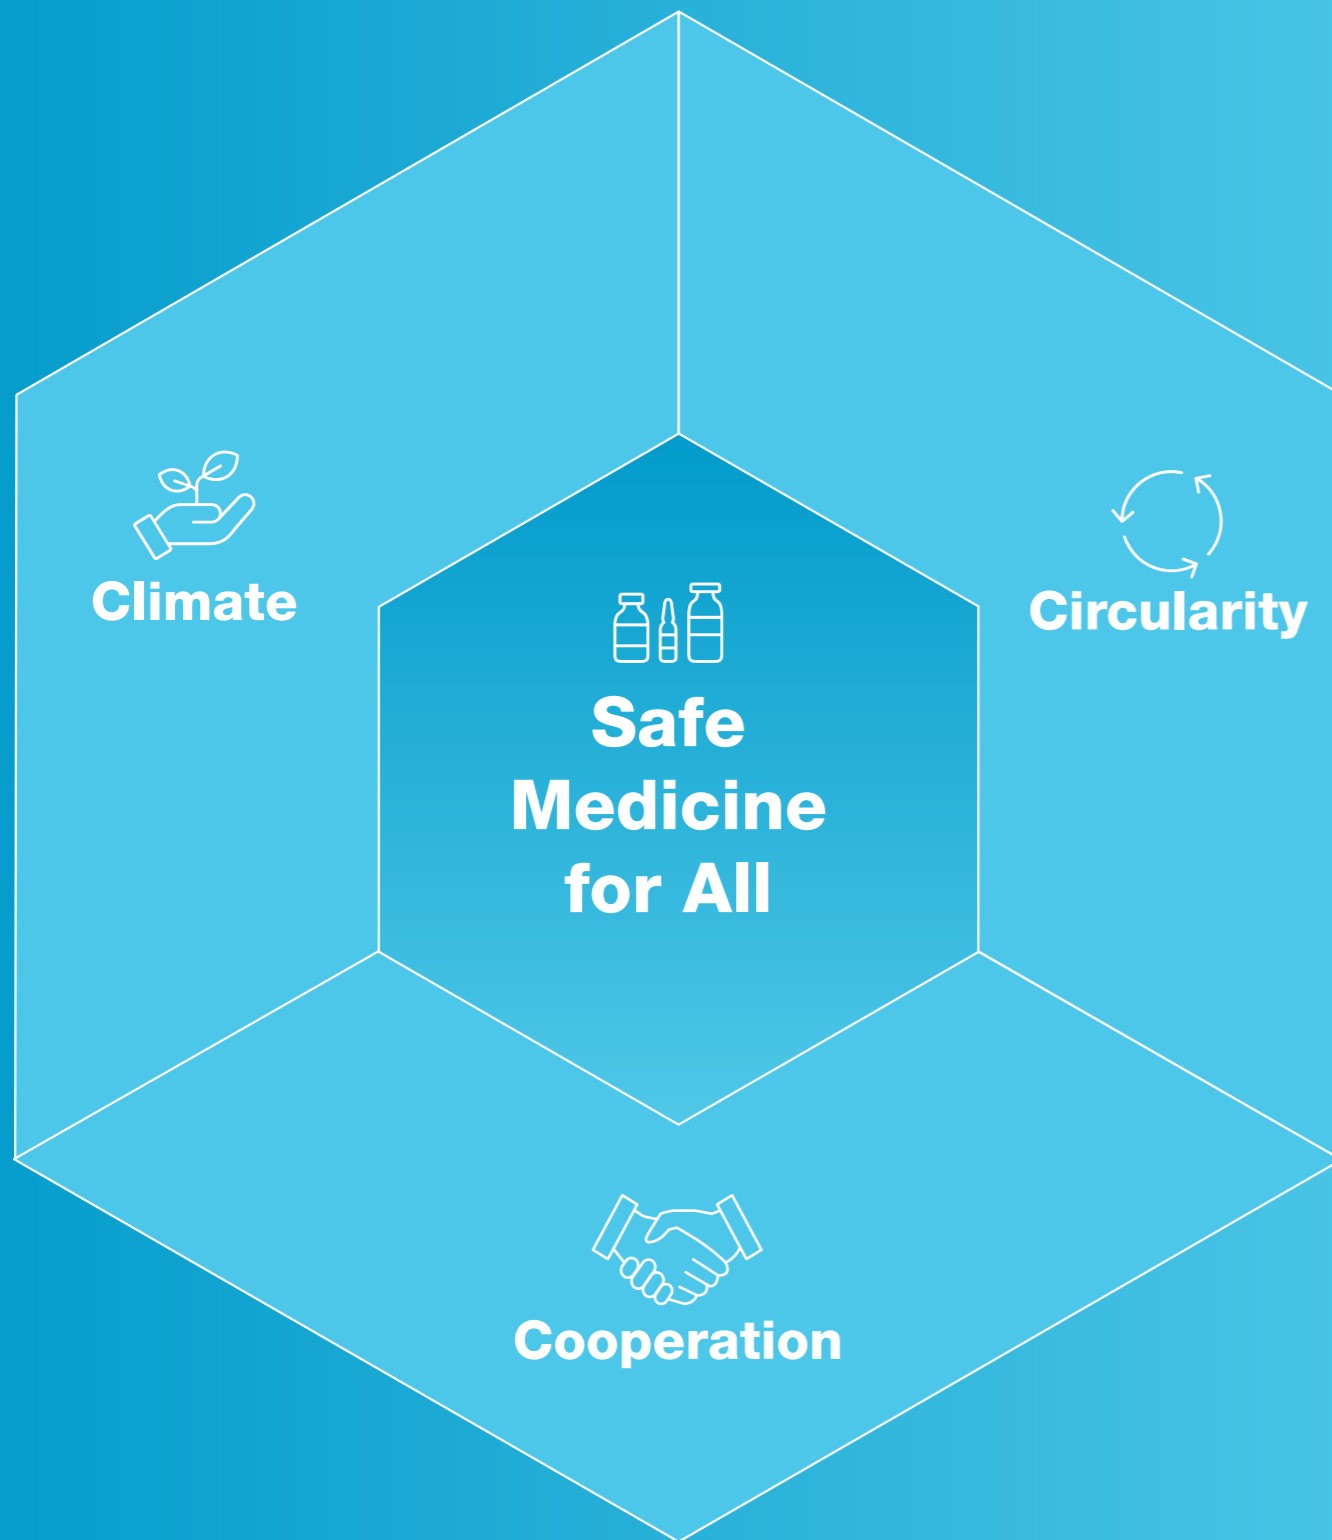 Climate
Circularity
Safe
Medicine
for All
Cooperation